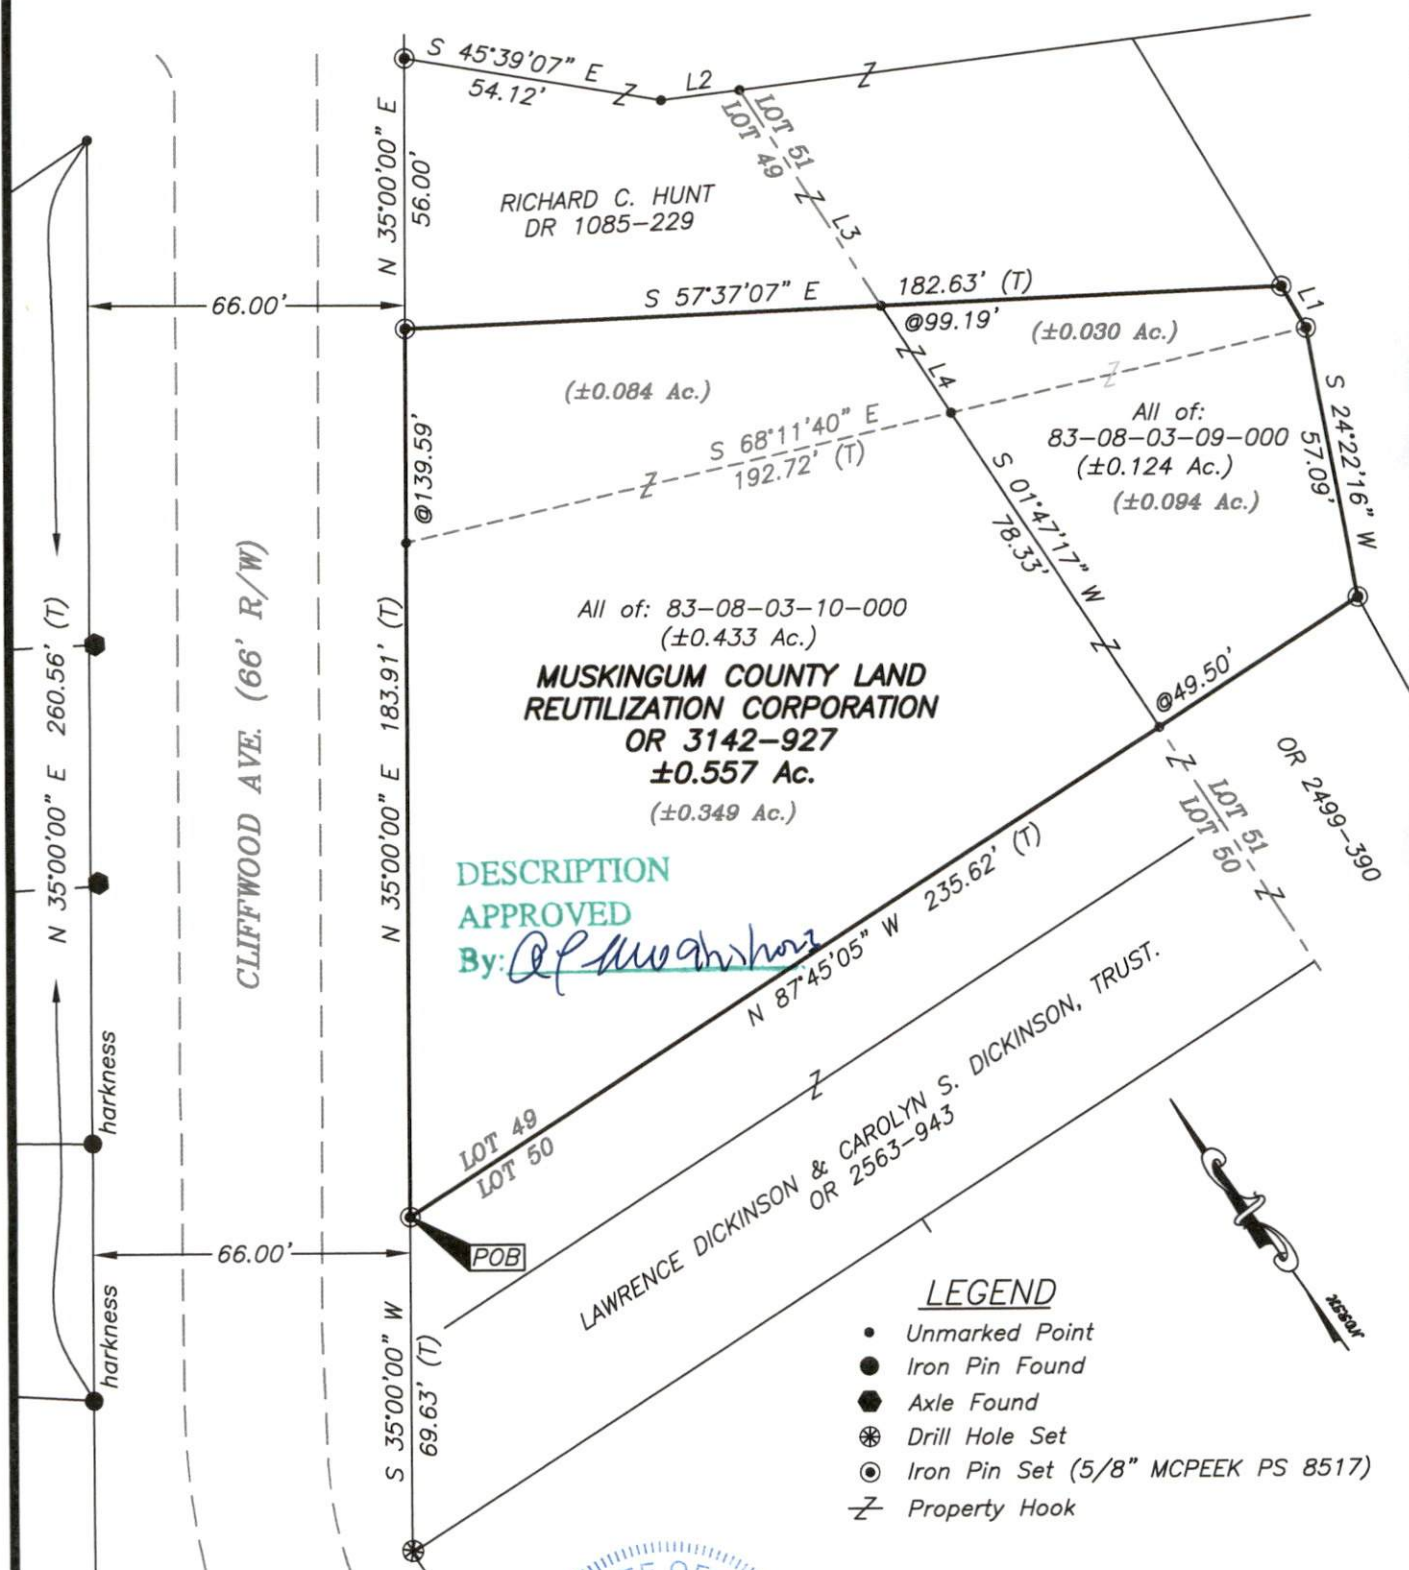 S 45°39'07" E
54.12'
L2
N 35°00'00" E
56.00'
LOT 51
LOT 49
L3
RICHARD C. HUNT
DR 1085-229
66.00'
S 57°37'07" E
182.63' (T)
@99.19'
L1
(±0.030 Ac.)
L4
(±0.084 Ac.)
@139.59'
S 68°11'40" E
192.72' (T)
All of:
83-08-03-09-000
(±0.124 Ac.)
(±0.094 Ac.)
S 24°22'16" W
57.09'
S 01°47'17" W
78.33'
N 35°00'00" E 260.56' (T)
CLIFFWOOD AVE. (66' R/W)
N 35°00'00" E 183.91' (T)
All of: 83-08-03-10-000
(±0.433 Ac.)
MUSKINGUM COUNTY LAND
REUTILIZATION CORPORATION
OR 3142-927
±0.557 Ac.
(±0.349 Ac.)
@49.50'
OR 2499-390
LOT 51
LOT 50
DESCRIPTION
APPROVED
By:
N 87°45'05" W 235.62' (T)
harkness
LOT 49
LOT 50
LAWRENCE DICKINSON & CAROLYN S. DICKINSON, TRUST.
OR 2563-943
POB
66.00'
harkness
S 35°00'00" W
69.63' (T)
LEGEND
Unmarked Point
Iron Pin Found
Axle Found
Drill Hole Set
Iron Pin Set (5/8" MCPEEK PS 8517)
Property Hook